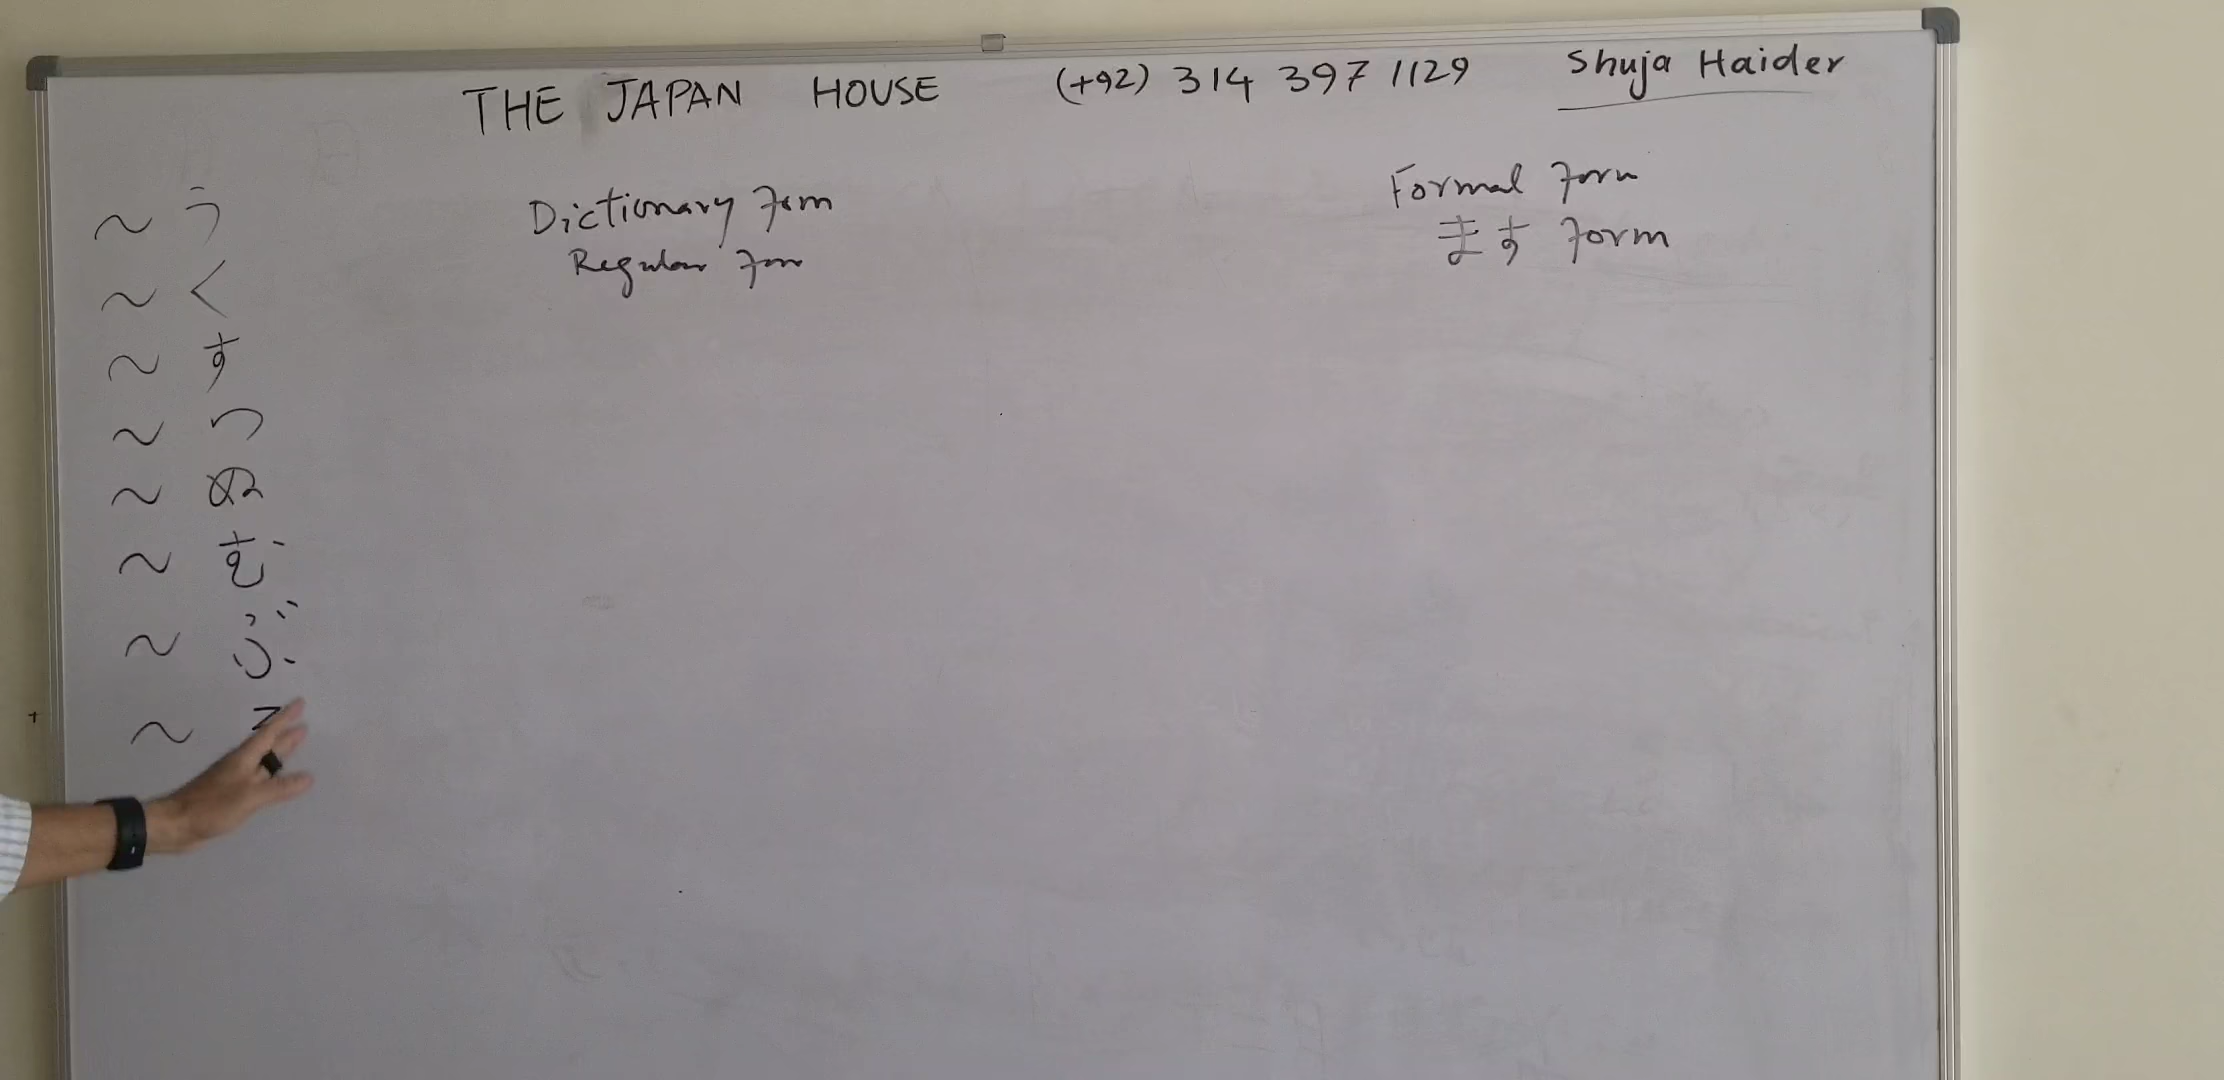 THE JAPAN HOUSE (+92) 314 397 1129 Shuja Haider
Dictionary form
Regular form
Formal form
ます form
~ う
~ く
~ す
~ つ
~ ぬ
~ む
~ ぶ
~